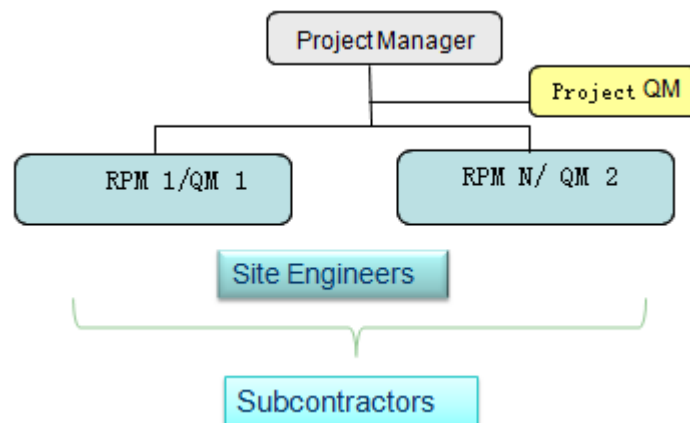 Project Manager
Project QM
RPM 1/QM 1
RPM N/ QM 2
Site Engineers
Subcontractors